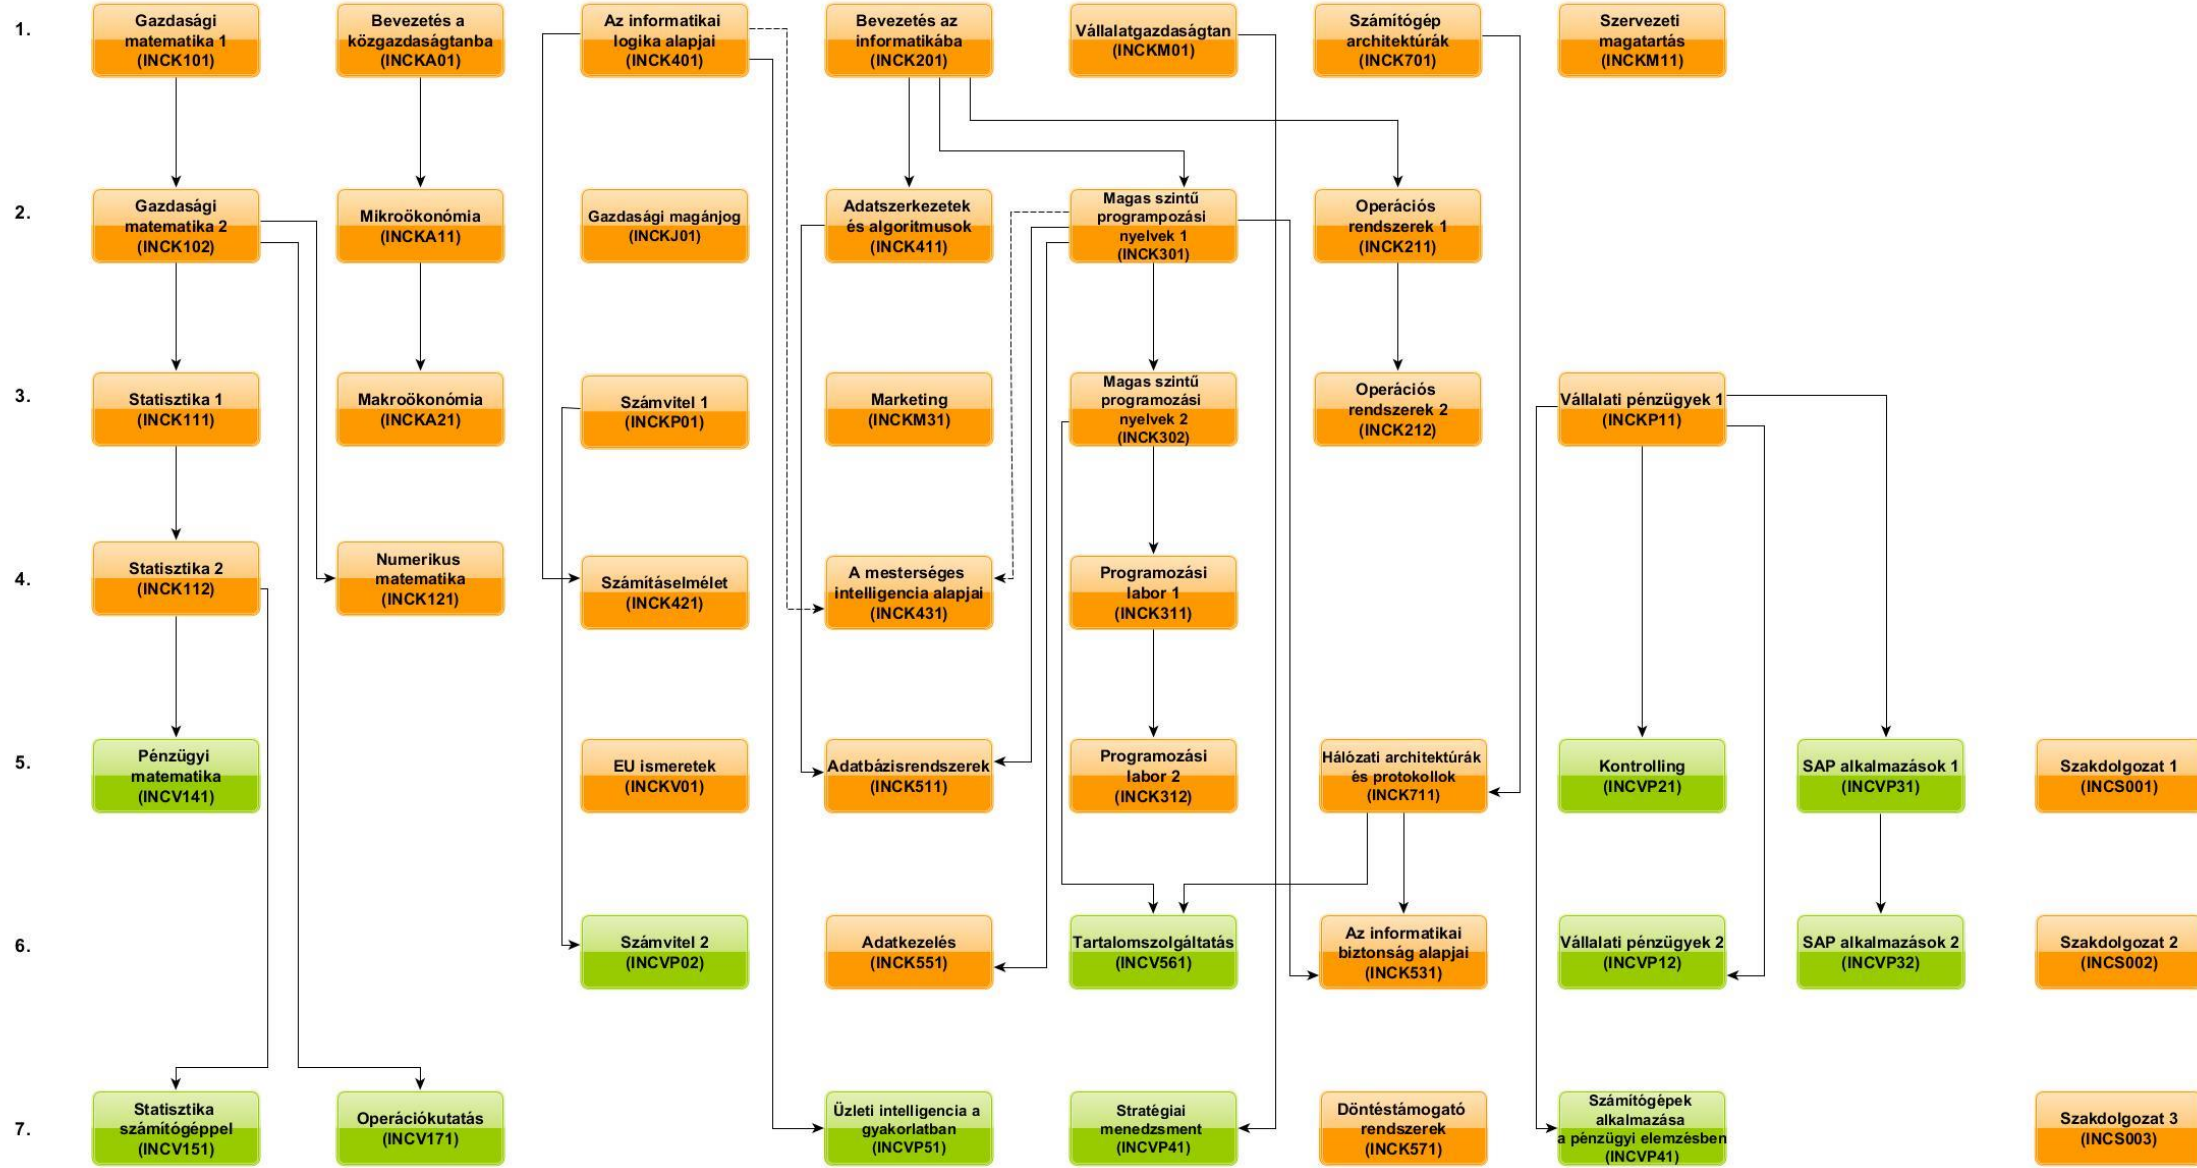 1.
Gazdasági
matematika 1
(INCK101)
Bevezetés a
közgazdaságtanba
(INCKA01)
Az informatikai
logika alapjai
(INCK401)
Bevezetés az
informatikába
(INCK201)
Vállalatgazdaságtan
(INCKM01)
Számítógép
architektúrák
(INCK701)
Szervezeti
magatartás
(INCKM11)
2.
Gazdasági
matematika 2
(INCK102)
Mikroökonómia
(INCKA11)
Gazdasági magánjog
(INCKJ01)
Adatszerkezetek
és algoritmusok
(INCK411)
Magas szintű
programpozási
nyelvek 1
(INCK301)
Operációs
rendszerek 1
(INCK211)
3.
Statisztika 1
(INCK111)
Makroökonómia
(INCKA21)
Számvitel 1
(INCKP01)
Marketing
(INCKM31)
Magas szintű
programozási
nyelvek 2
(INCK302)
Operációs
rendszerek 2
(INCK212)
Vállalati pénzügyek 1
(INCKP11)
4.
Statisztika 2
(INCK112)
Numerikus
matematika
(INCK121)
Számításelmélet
(INCK421)
A mesterséges
intelligencia alapjai
(INCK431)
Programozási
labor 1
(INCK311)
5.
Pénzügyi
matematika
(INCV141)
EU ismeretek
(INCKV01)
Adatbázisrendszerek
(INCK511)
Programozási
labor 2
(INCK312)
Hálózati architektúrák
és protokollok
(INCK711)
Kontrolling
(INCVP21)
SAP alkalmazások 1
(INCVP31)
Szakdolgozat 1
(INCS001)
6.
Számvitel 2
(INCVP02)
Adatkezelés
(INCK551)
Tartalomszolgáltatás
(INCV561)
Az informatikai
biztonság alapjai
(INCK531)
Vállalati pénzügyek 2
(INCVP12)
SAP alkalmazások 2
(INCVP32)
Szakdolgozat 2
(INCS002)
7.
Statisztika
számítógéppel
(INCV151)
Operációkutatás
(INCV171)
Üzleti intelligencia a
gyakorlatban
(INCVP51)
Stratégiai
menedzsment
(INCVP41)
Döntéstámogató
rendszerek
(INCK571)
Számítógépek
alkalmazása
a pénzügyi elemzésben
(INCVP41)
Szakdolgozat 3
(INCS003)